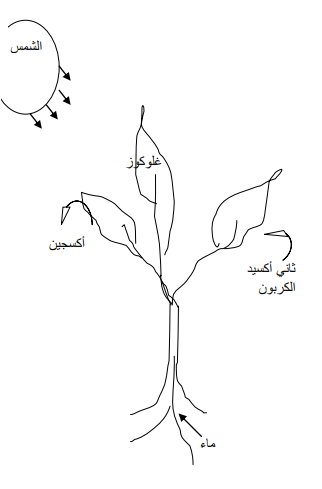 الشمس
غلوكوز
أكسجين
ثاني أكسيد
الكربون
ماء